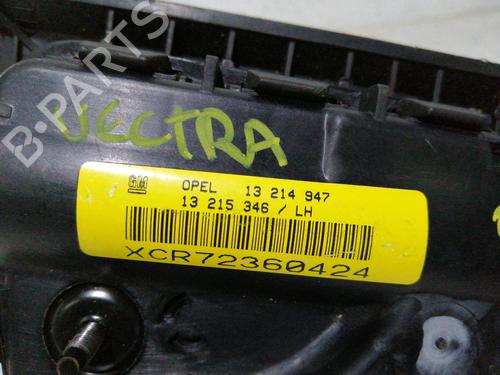 B-PARTS
VECTRA
GM OPEL 13 214 947
13 215 346 / LH
XCR72360424